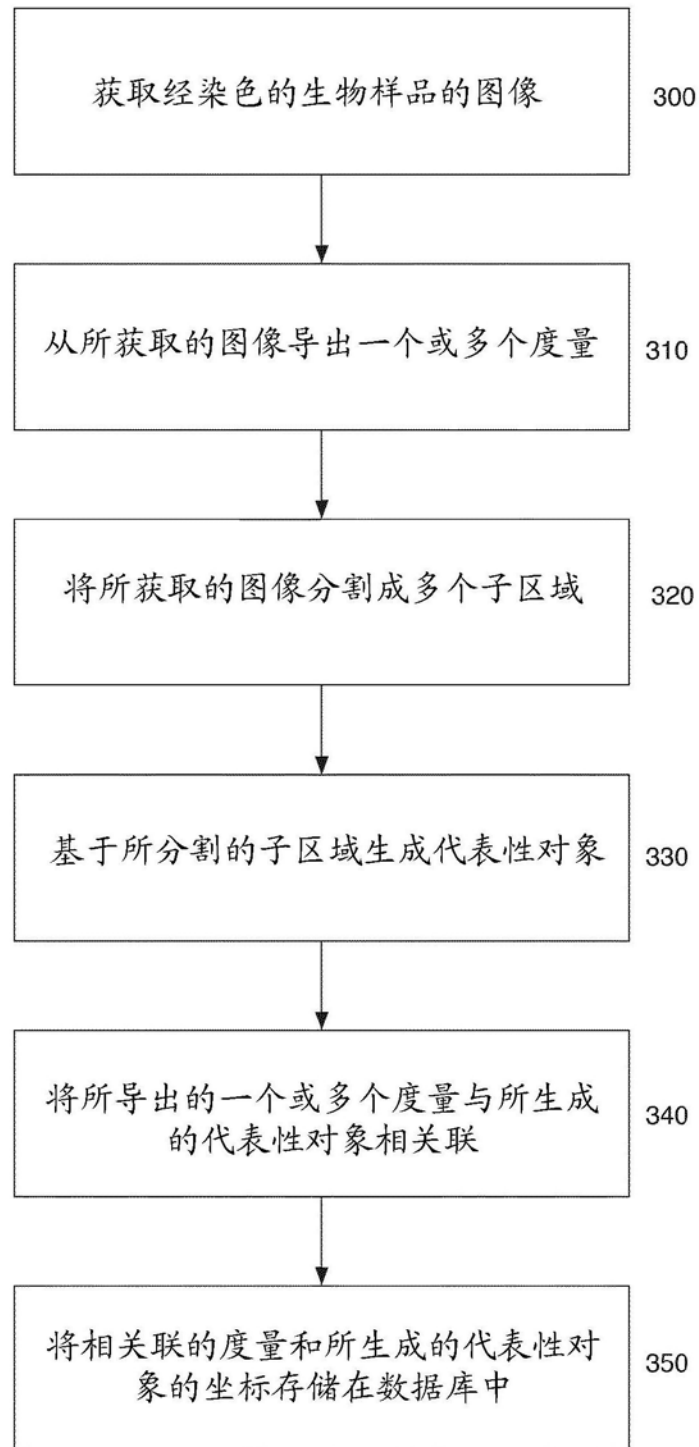 获取经染色的生物样品的图像
300
从所获取的图像导出一个或多个度量
310
将所获取的图像分割成多个子区域
320
基于所分割的子区域生成代表性对象
330
将所导出的一个或多个度量与所生成
的代表性对象相关联
340
将相关联的度量和所生成的代表性对
象的坐标存储在数据库中
350